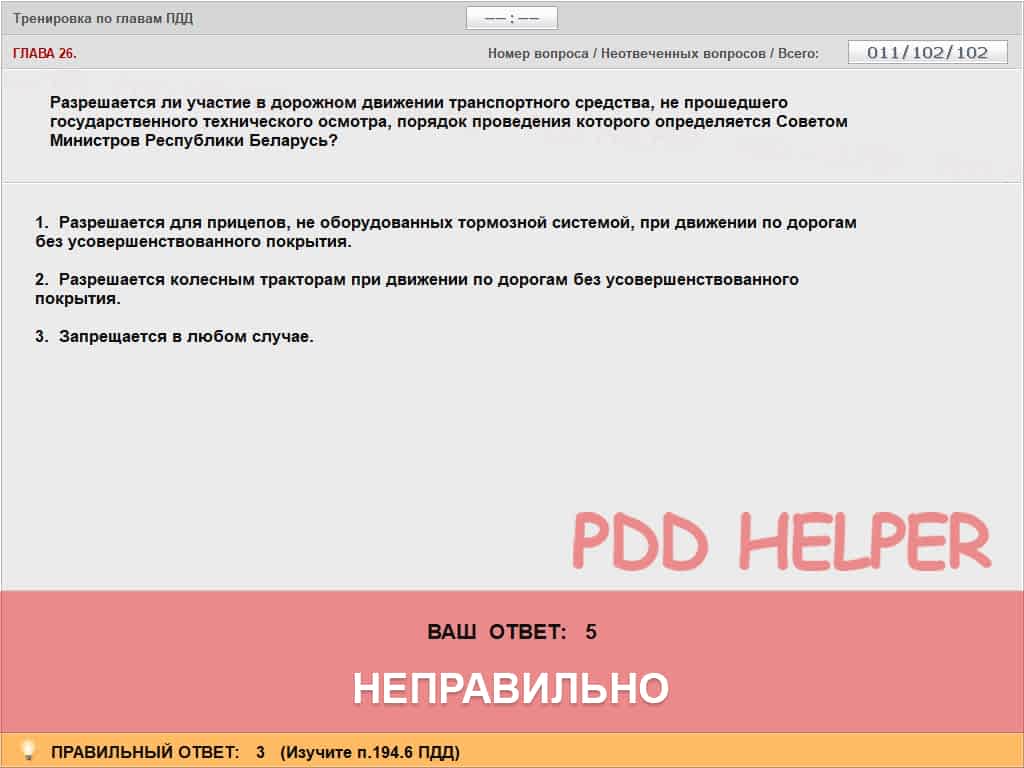 Тренировка по главам ПДД
—— : ——
ГЛАВА 26.
Номер вопроса / Неотвеченных вопросов / Всего:
011/102/102
Разрешается ли участие в дорожном движении транспортного средства, не прошедшего
государственного технического осмотра, порядок проведения которого определяется Советом
Министров Республики Беларусь?
1. Разрешается для прицепов, не оборудованных тормозной системой, при движении по дорогам
без усовершенствованного покрытия.
2. Разрешается колесным тракторам при движении по дорогам без усовершенствованного
покрытия.
3. Запрещается в любом случае.
PDD HELPER
ВАШ ОТВЕТ: 5
НЕПРАВИЛЬНО
ПРАВИЛЬНЫЙ ОТВЕТ: 3 (Изучите п.194.6 ПДД)